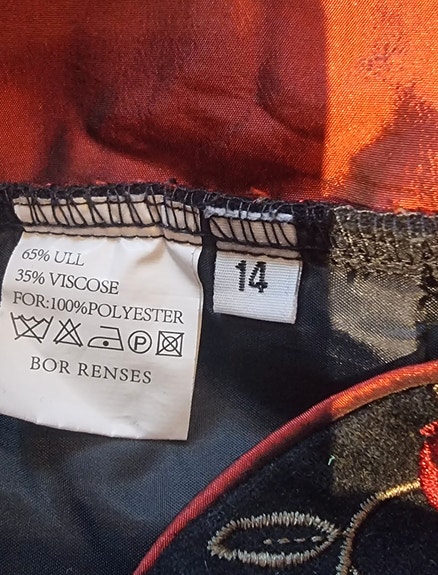 65% ULL
35% VISCOSE
FOR:100%POLYESTER
P
BOR RENSES
14